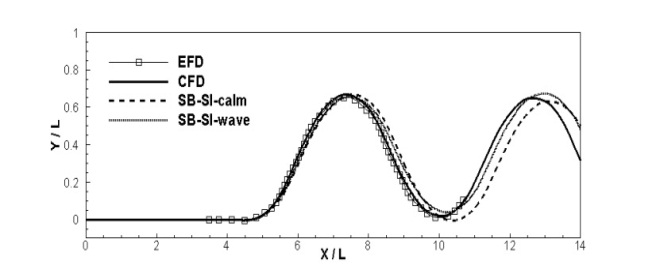 1
0.8
0.6
0.4
0.2
0
Y / L
EFD
CFD
SB-SI-calm
SB-SI-wave
0 2 4 6 8 10 12 14
X / L